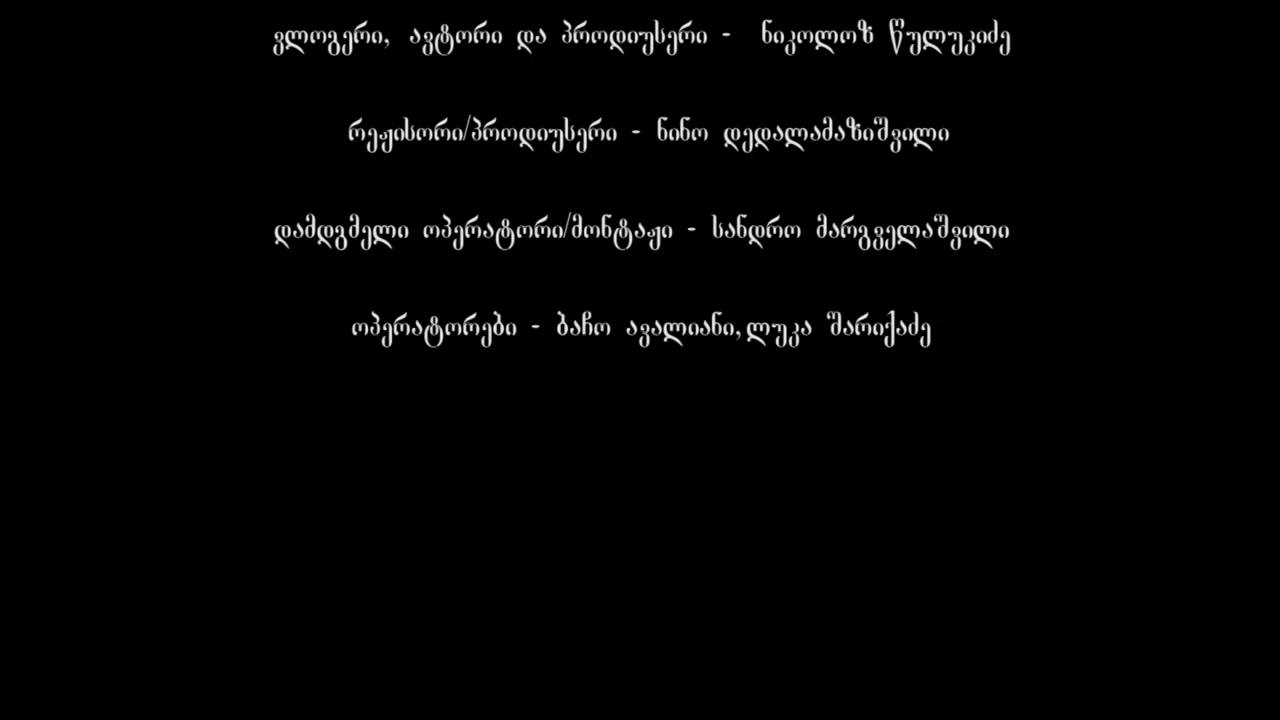 ვლოგერი, ავტორი და პროდიუსერი - ნიკოლოზ წულუკიძე
რეჟისორი/პროდიუსერი - ნინო დედალამაზიშვილი
დამდგმელი ოპერატორი/მონტაჟი - სანდრო მარგველაშვილი
ოპერატორები - ბაჩო ავალიანი, ლუკა შარიქაძე